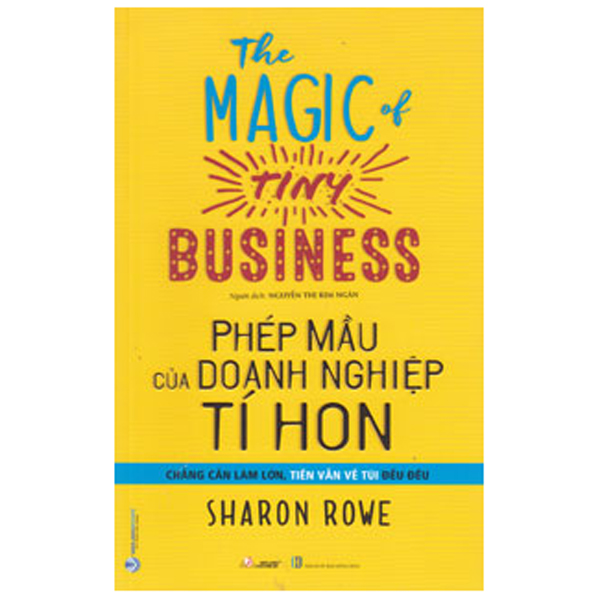 The
MAGIC of
TINY
BUSINESS
Người dịch: NGUYỄN THỊ KIM NGÂN
PHÉP MẦU
CỦA DOANH NGHIỆP
TÍ HON
CHẲNG CẦN LÀM LỚN, TIỀN VẪN VỀ TÚI ĐỀU ĐỀU
SHARON ROWE